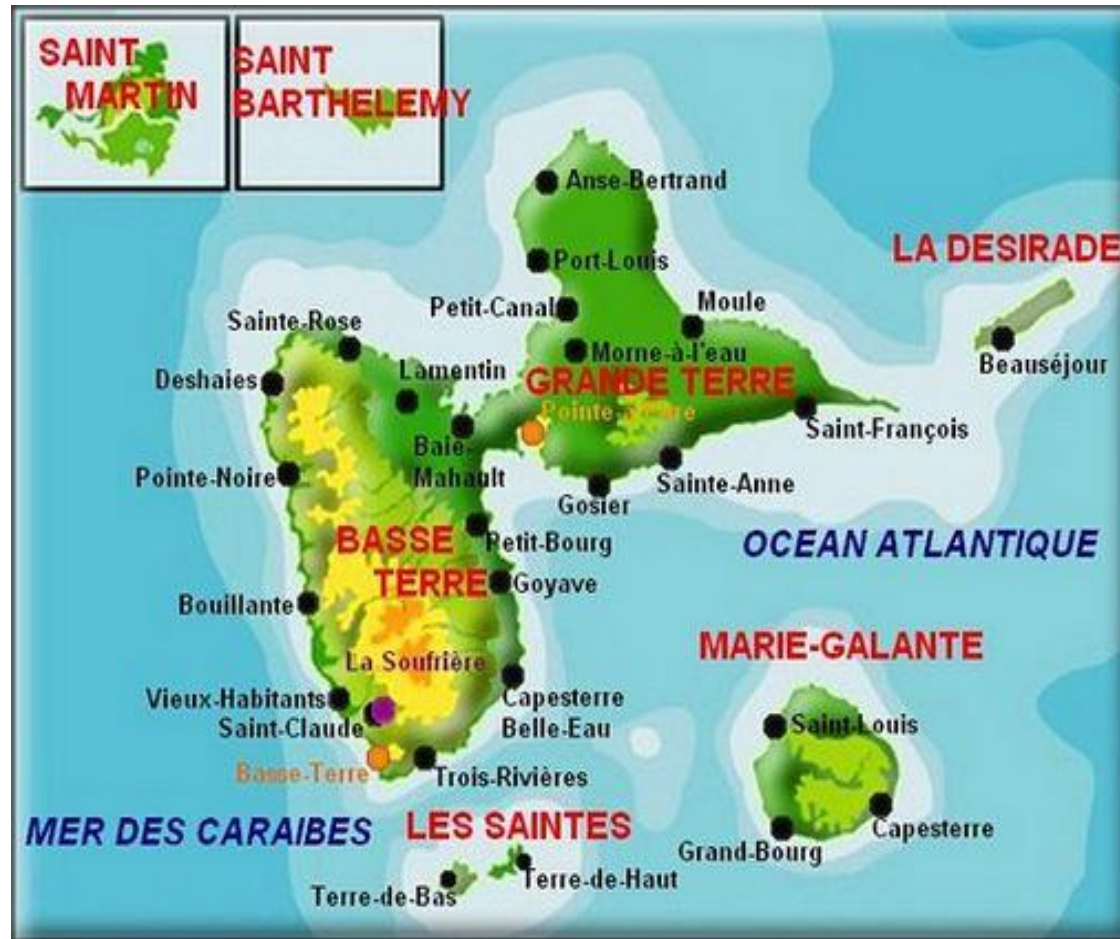 SAINT
MARTIN
SAINT
BARTHELEMY
Anse-Bertrand
Port-Louis
LA DESIRADE
Petit-Canal
Moule
Sainte-Rose
Morne-à-l'eau
Beauséjour
Deshaies
Lamentin
GRANDE TERRE
Pointe-à-Pitre
Saint-François
Baie-
Mahault
Pointe-Noire
Sainte-Anne
Gosier
BASSE
TERRE
Petit-Bourg
OCEAN ATLANTIQUE
Goyave
Bouillante
MARIE-GALANTE
La Soufrière
Vieux-Habitants
Capesterre
Belle-Eau
Saint-Claude
Saint-Louis
Basse-Terre
Trois-Rivières
MER DES CARAIBES
LES SAINTES
Capesterre
Grand-Bourg
Terre-de-Haut
Terre-de-Bas